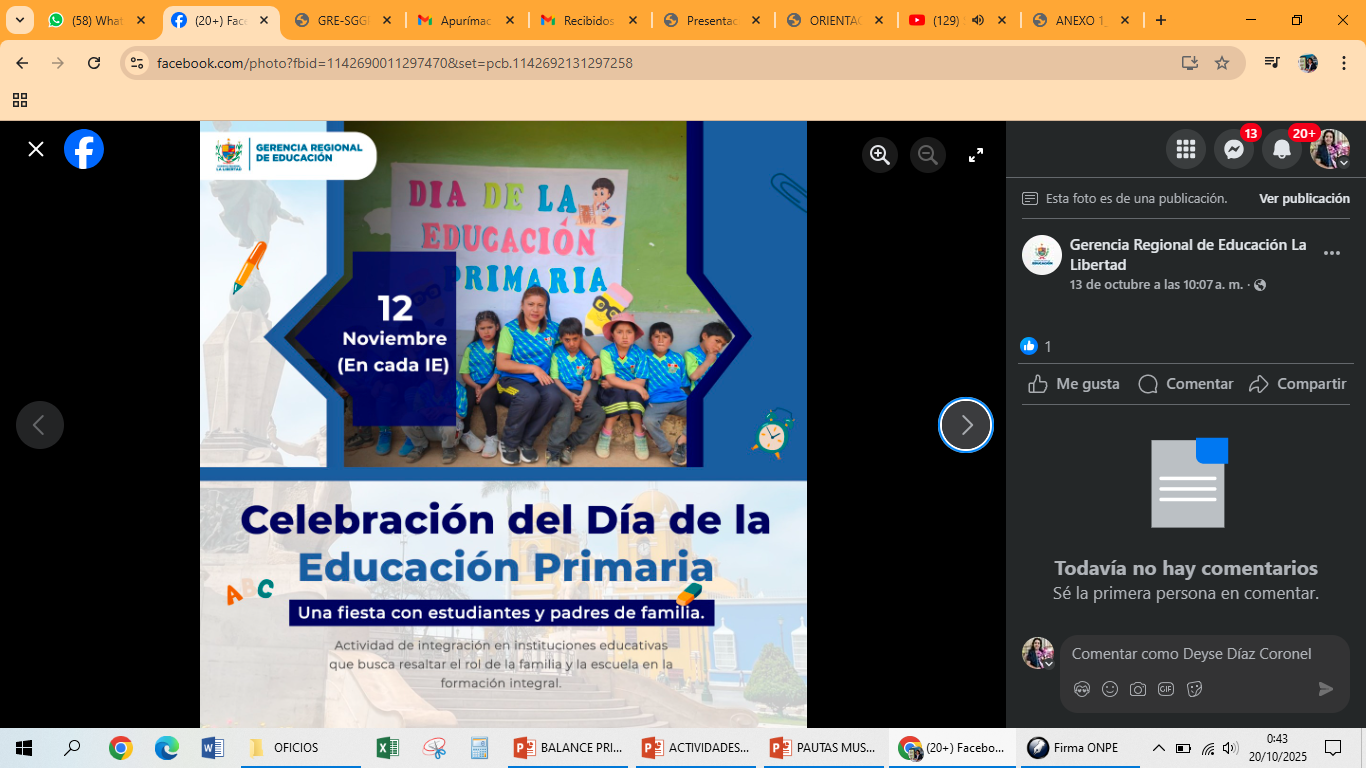 (58) What
(20+) Face
GRE-SGG
Apurímac
Recibidos
Presentac
ORIENTAC
(129)
ANEXO 1_
facebook.com/photo?fbid=1142690011297470&set=pcb.1142692131297258
GERENCIA REGIONAL
DE EDUCACIÓN
LA LIBERTAD
DIA DE LA
EDUCACIÓN
PRIMARIA
12
Noviembre
(En cada IE)
Celebración del Día de la
Educación Primaria
ABC
Una fiesta con estudiantes y padres de familia.
Actividad de integración en instituciones educativas
que busca resaltar el rol de la familia y la escuela en la
formación integral.
13
20+
Esta foto es de una publicación.
Ver publicación
Gerencia Regional de Educación La
Libertad
13 de octubre a las 10:07 a. m. ·
1
Me gusta
Comentar
Compartir
Todavía no hay comentarios
Sé la primera persona en comentar.
Comentar como Deyse Díaz Coronel
GIF
OFICIOS
BALANCE PRI...
ACTIVIDADES...
PAUTAS MUS...
(20+) Facebo...
Firma ONPE
0:43
20/10/2025